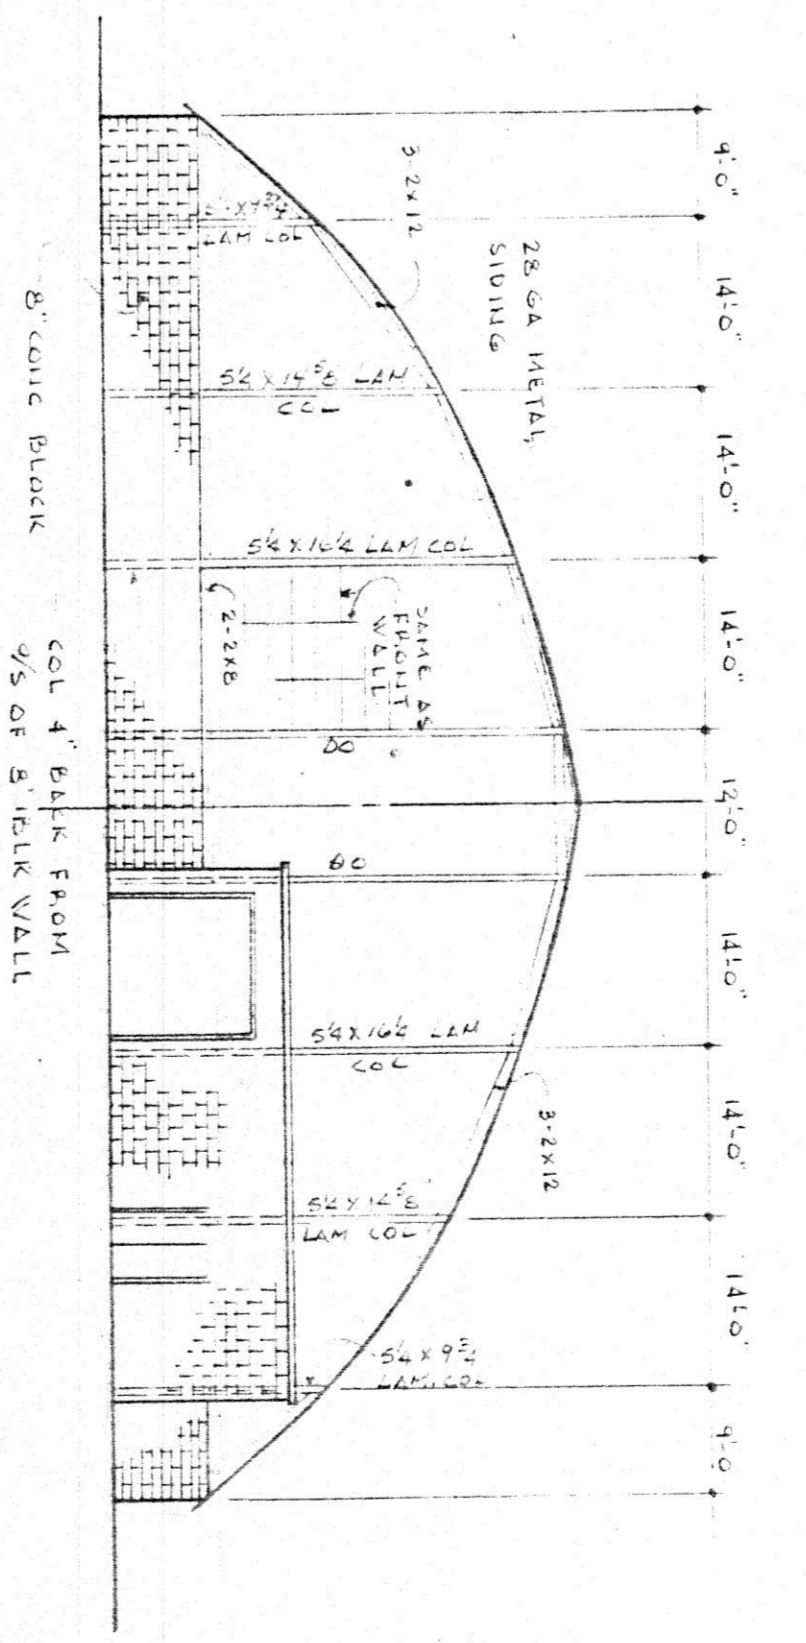 9'-0"
14'-0"
14'-0"
14'-0"
12'-0"
14'-0"
14'-0"
14'-0"
9'-0
3-2x12
28 GA METAL
SIDING
LAM COL
5¼ X 14⅝ LAM
COL
5¼ X 16¼ LAM COL
2-2x8
SAME AS
FRONT
WALL
DO
DO
5¼ X 16¼ LAM
COL
3-2x12
5¼ X 14⅝
LAM COL
5¼ X 9¾
LAM. COL
8" CONC BLOCK
COL 4" BACK FROM
O/S OF 8" BLK WALL